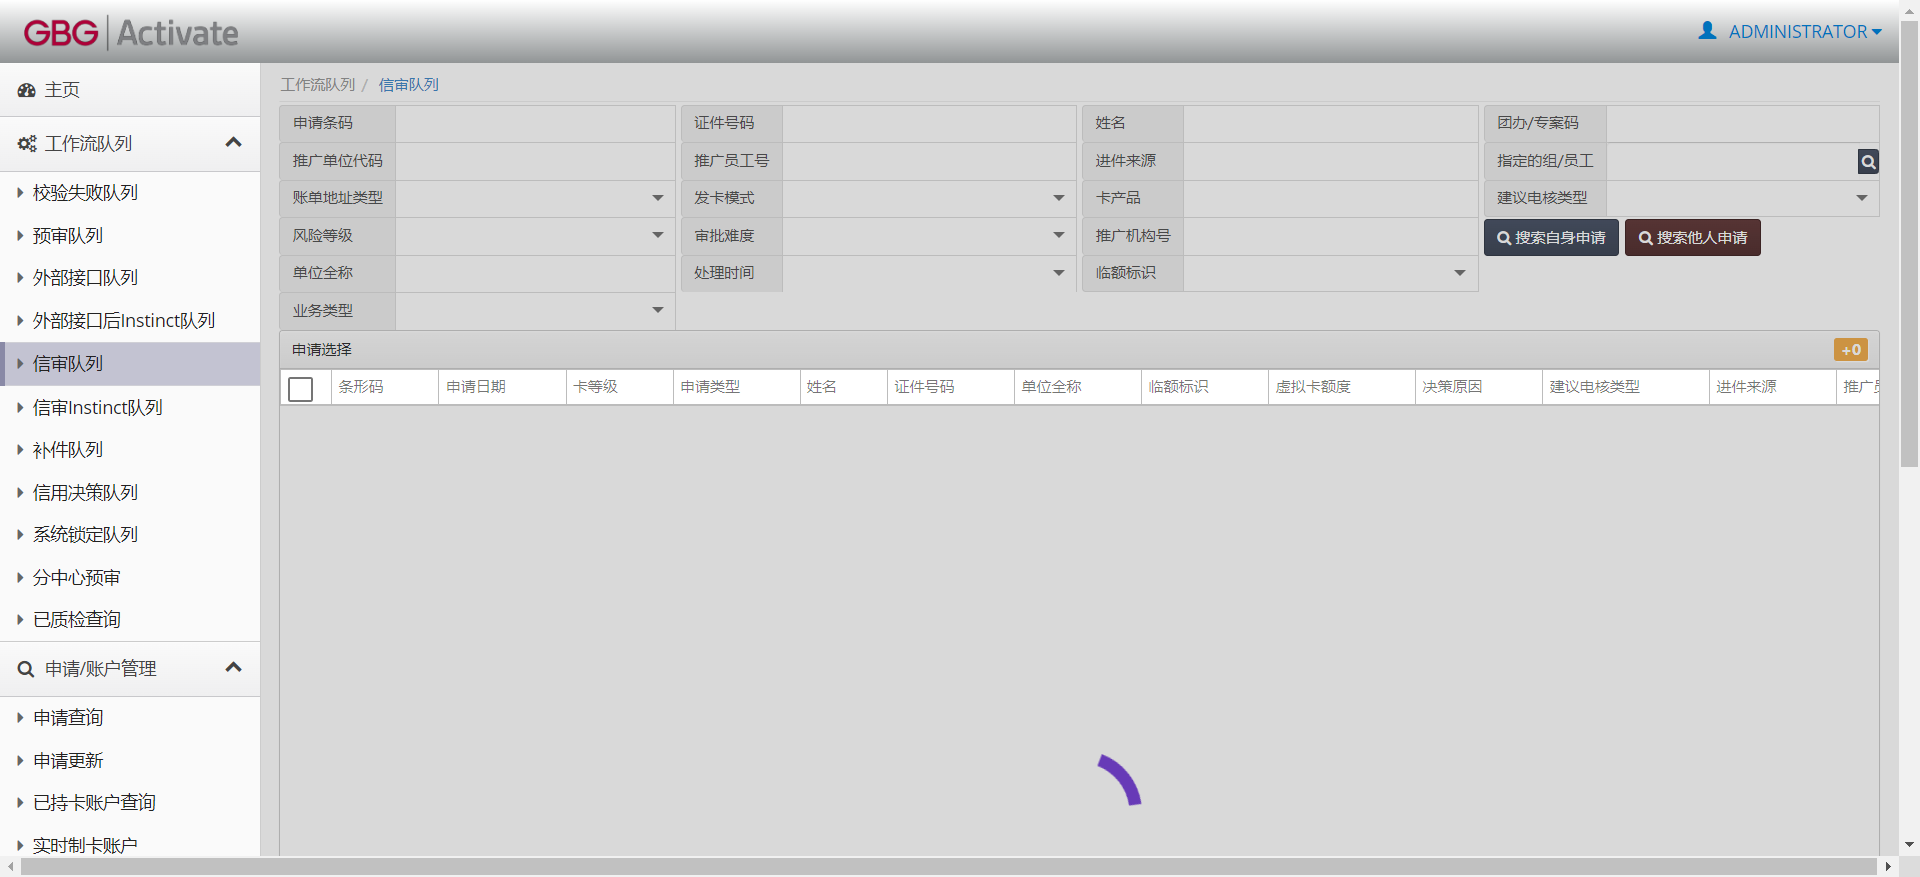 GBG | Activate
ADMINISTRATOR
主页
工作流队列
校验失败队列
预审队列
外部接口队列
外部接口后Instinct队列
信审队列
信审Instinct队列
补件队列
信用决策队列
系统锁定队列
分中心预审
已质检查询
申请/账户管理
申请查询
申请更新
已持卡账户查询
实时制卡账户
工作流队列 / 信审队列
申请条码 证件号码 姓名 团办/专案码
推广单位代码 推广员工号 进件来源 指定的组/员工
账单地址类型 发卡模式 卡产品 建议电核类型
风险等级 审批难度 推广机构号 搜索自身申请 搜索他人申请
单位全称 处理时间 临额标识
业务类型
申请选择 +0
条形码 申请日期 卡等级 申请类型 姓名 证件号码 单位全称 临额标识 虚拟卡额度 决策原因 建议电核类型 进件来源 推广